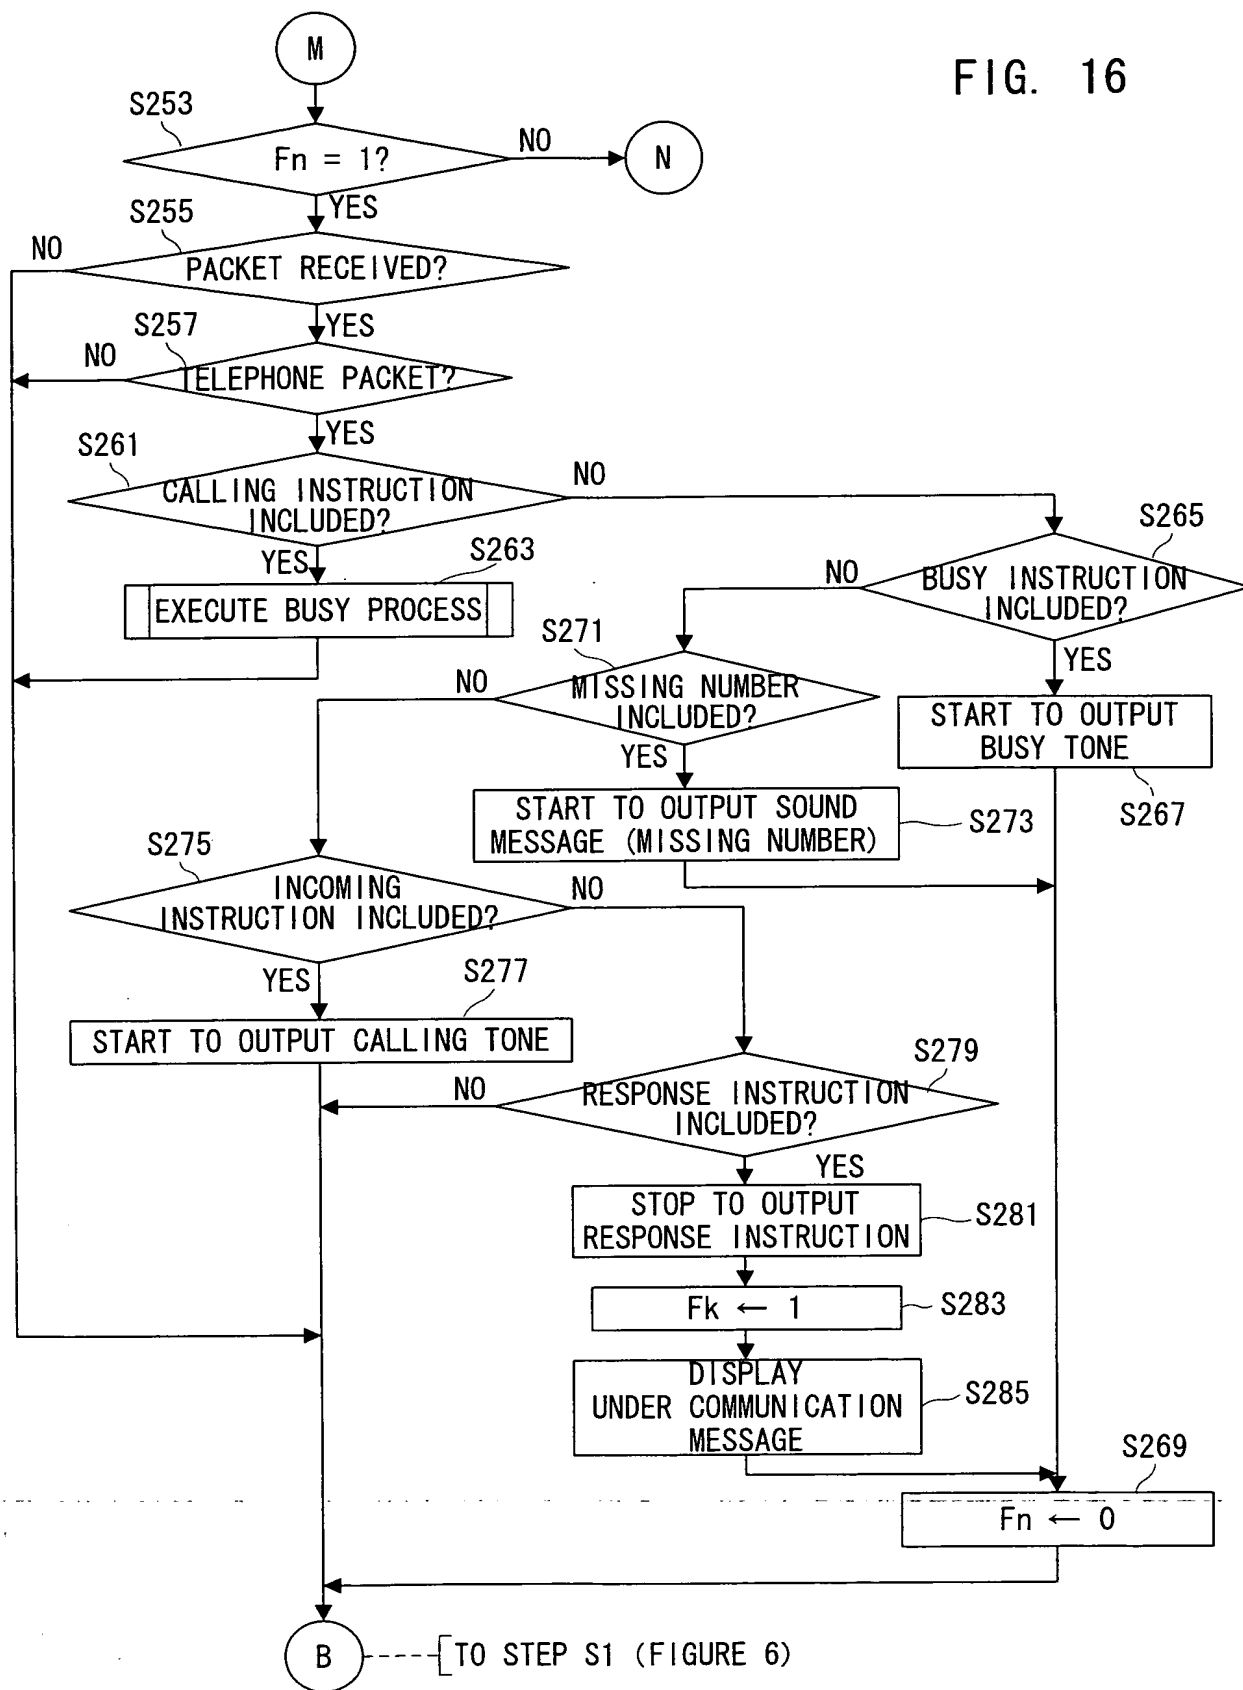 M
FIG. 16
S253
Fn = 1?
NO
N
YES
S255
NO
PACKET RECEIVED?
YES
S257
NO
TELEPHONE PACKET?
YES
S261
NO
CALLING INSTRUCTION
INCLUDED?
S265
YES
S263
NO
BUSY INSTRUCTION
INCLUDED?
EXECUTE BUSY PROCESS
S271
YES
NO
MISSING NUMBER
INCLUDED?
START TO OUTPUT
BUSY TONE
YES
S267
START TO OUTPUT SOUND
MESSAGE (MISSING NUMBER)
S273
S275
INCOMING
INSTRUCTION INCLUDED?
NO
YES
S277
START TO OUTPUT CALLING TONE
S279
NO
RESPONSE INSTRUCTION
INCLUDED?
YES
STOP TO OUTPUT
RESPONSE INSTRUCTION
S281
Fk ← 1
S283
DISPLAY
UNDER COMMUNICATION
MESSAGE
S285
S269
Fn ← 0
B
TO STEP S1 (FIGURE 6)